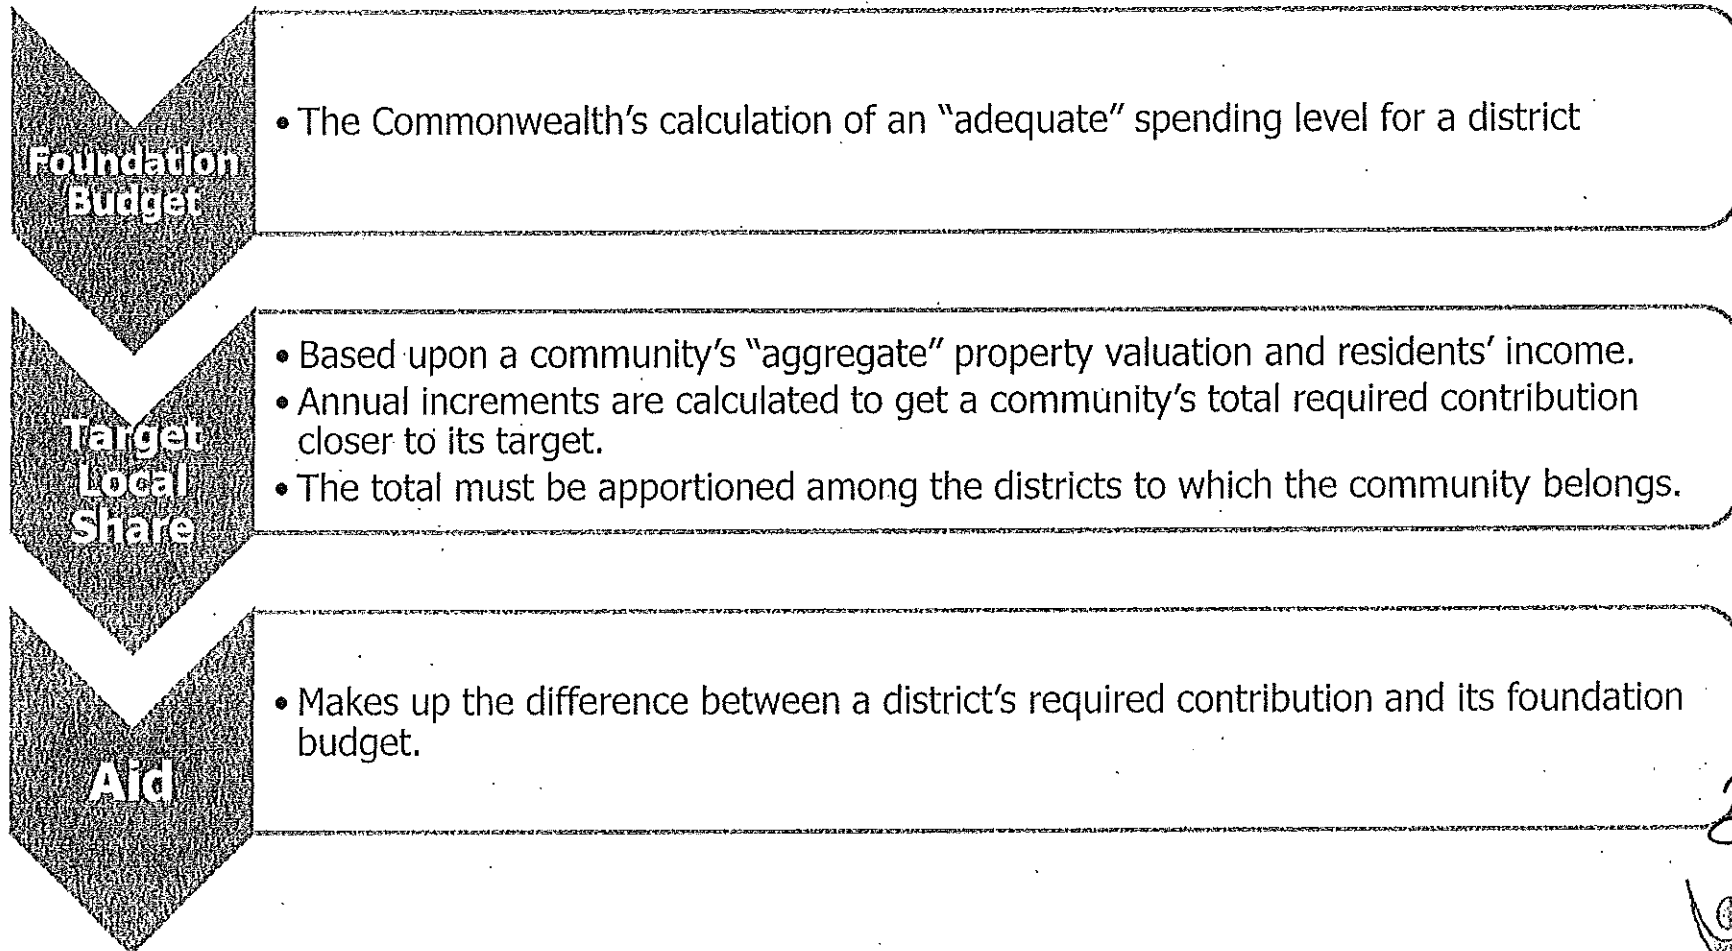 Foundation
Budget
• The Commonwealth's calculation of an "adequate" spending level for a district
Target
Local
Share
• Based upon a community's "aggregate" property valuation and residents' income.
• Annual increments are calculated to get a community's total required contribution
closer to its target.
• The total must be apportioned among the districts to which the community belongs.
Aid
• Makes up the difference between a district's required contribution and its foundation
budget.